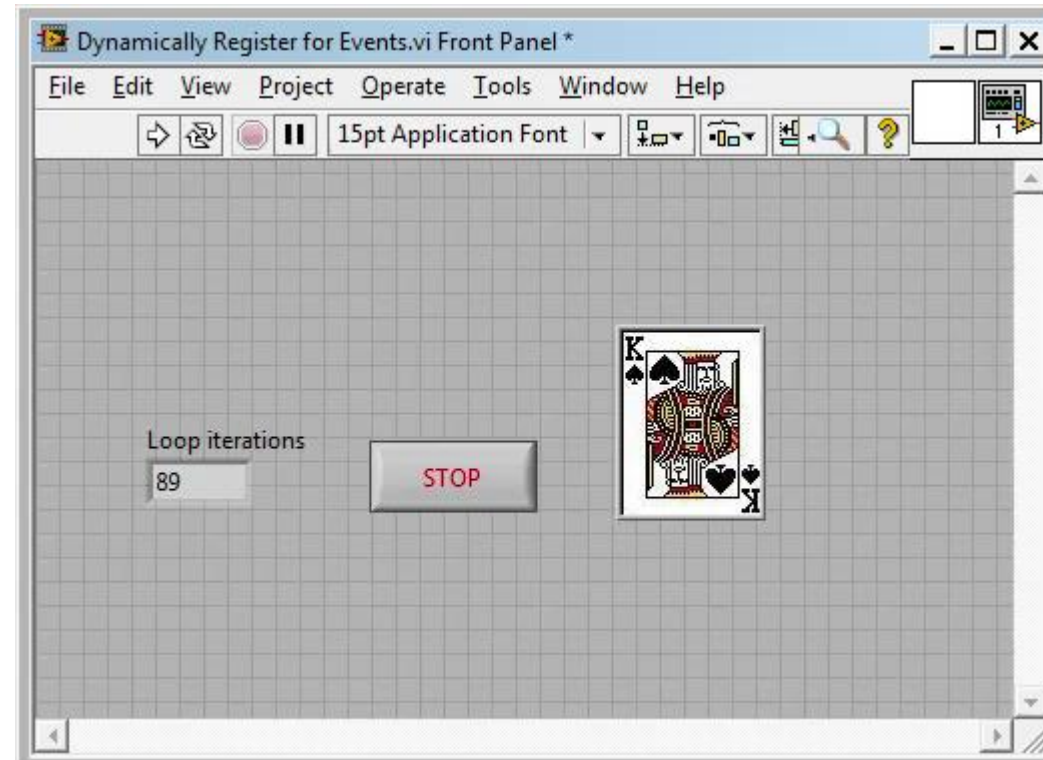 Dynamically Register for Events.vi Front Panel *
File Edit View Project Operate Tools Window Help
15pt Application Font
1
K
Loop iterations
89
STOP
K